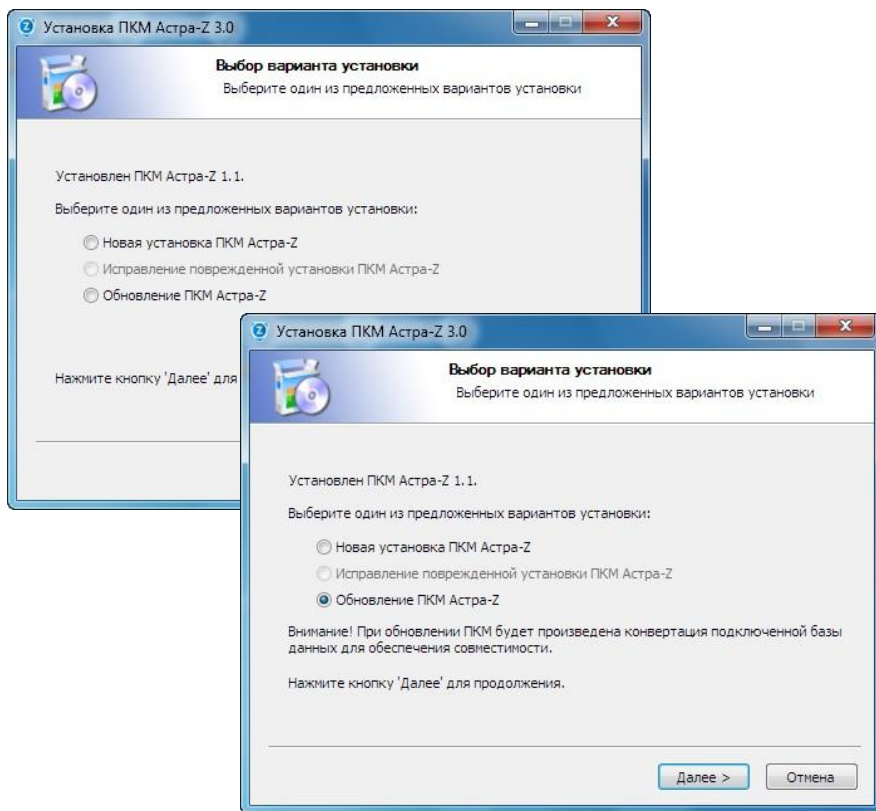 Установка ПКМ Астра-Z 3.0
Выбор варианта установки
Выберите один из предложенных вариантов установки
Установлен ПКМ Астра-Z 1.1.
Выберите один из предложенных вариантов установки:
Новая установка ПКМ Астра-Z
Исправление поврежденной установки ПКМ Астра-Z
Обновление ПКМ Астра-Z
Нажмите кнопку 'Далее' для
Установка ПКМ Астра-Z 3.0
Выбор варианта установки
Выберите один из предложенных вариантов установки
Установлен ПКМ Астра-Z 1.1.
Выберите один из предложенных вариантов установки:
Новая установка ПКМ Астра-Z
Исправление поврежденной установки ПКМ Астра-Z
Обновление ПКМ Астра-Z
Внимание! При обновлении ПКМ будет произведена конвертация подключенной базы
данных для обеспечения совместимости.
Нажмите кнопку 'Далее' для продолжения.
Далее >
Отмена